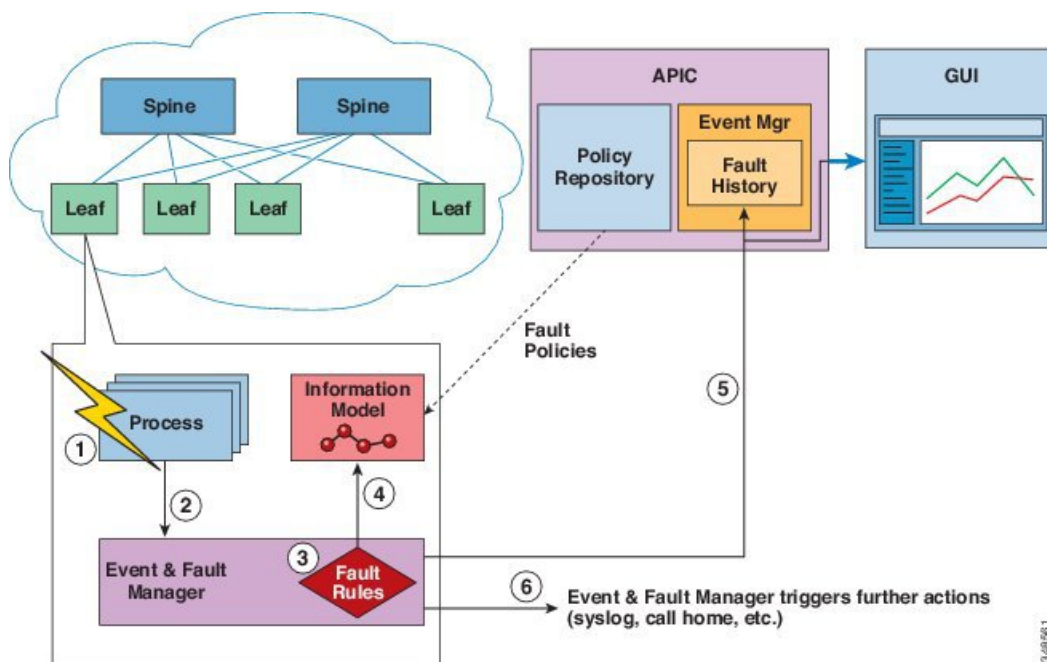 Spine
Spine
Leaf
Leaf
Leaf
Leaf
APIC
Policy
Repository
Event Mgr
Fault
History
GUI
Fault
Policies
1
Process
Information
Model
2
4
5
Event & Fault
Manager
3
Fault
Rules
6
Event & Fault Manager triggers further actions
(syslog, call home, etc.)
348561